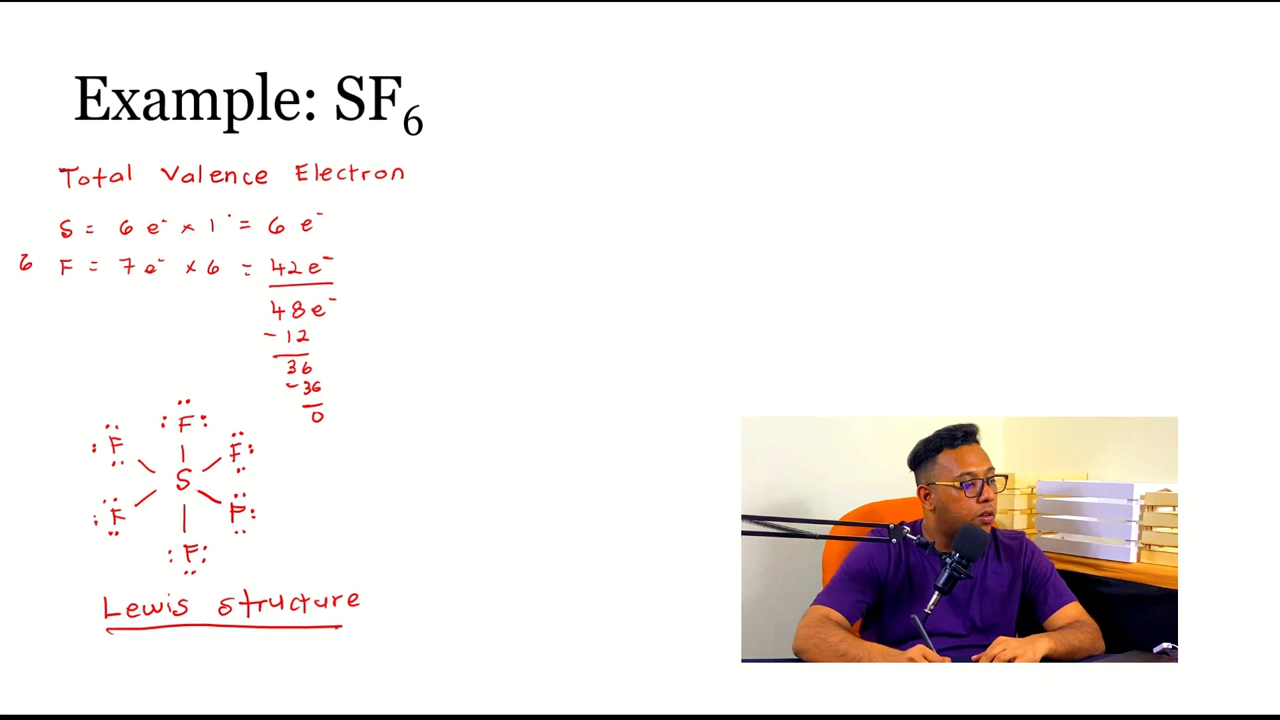 Example: SF₆
Total Valence Electron
S = 6 e⁻ × 1 = 6 e⁻
6 F = 7 e⁻ × 6 = 42 e⁻
48 e⁻
- 12
36
- 36
0
F
F F
S
F F
F
Lewis structure